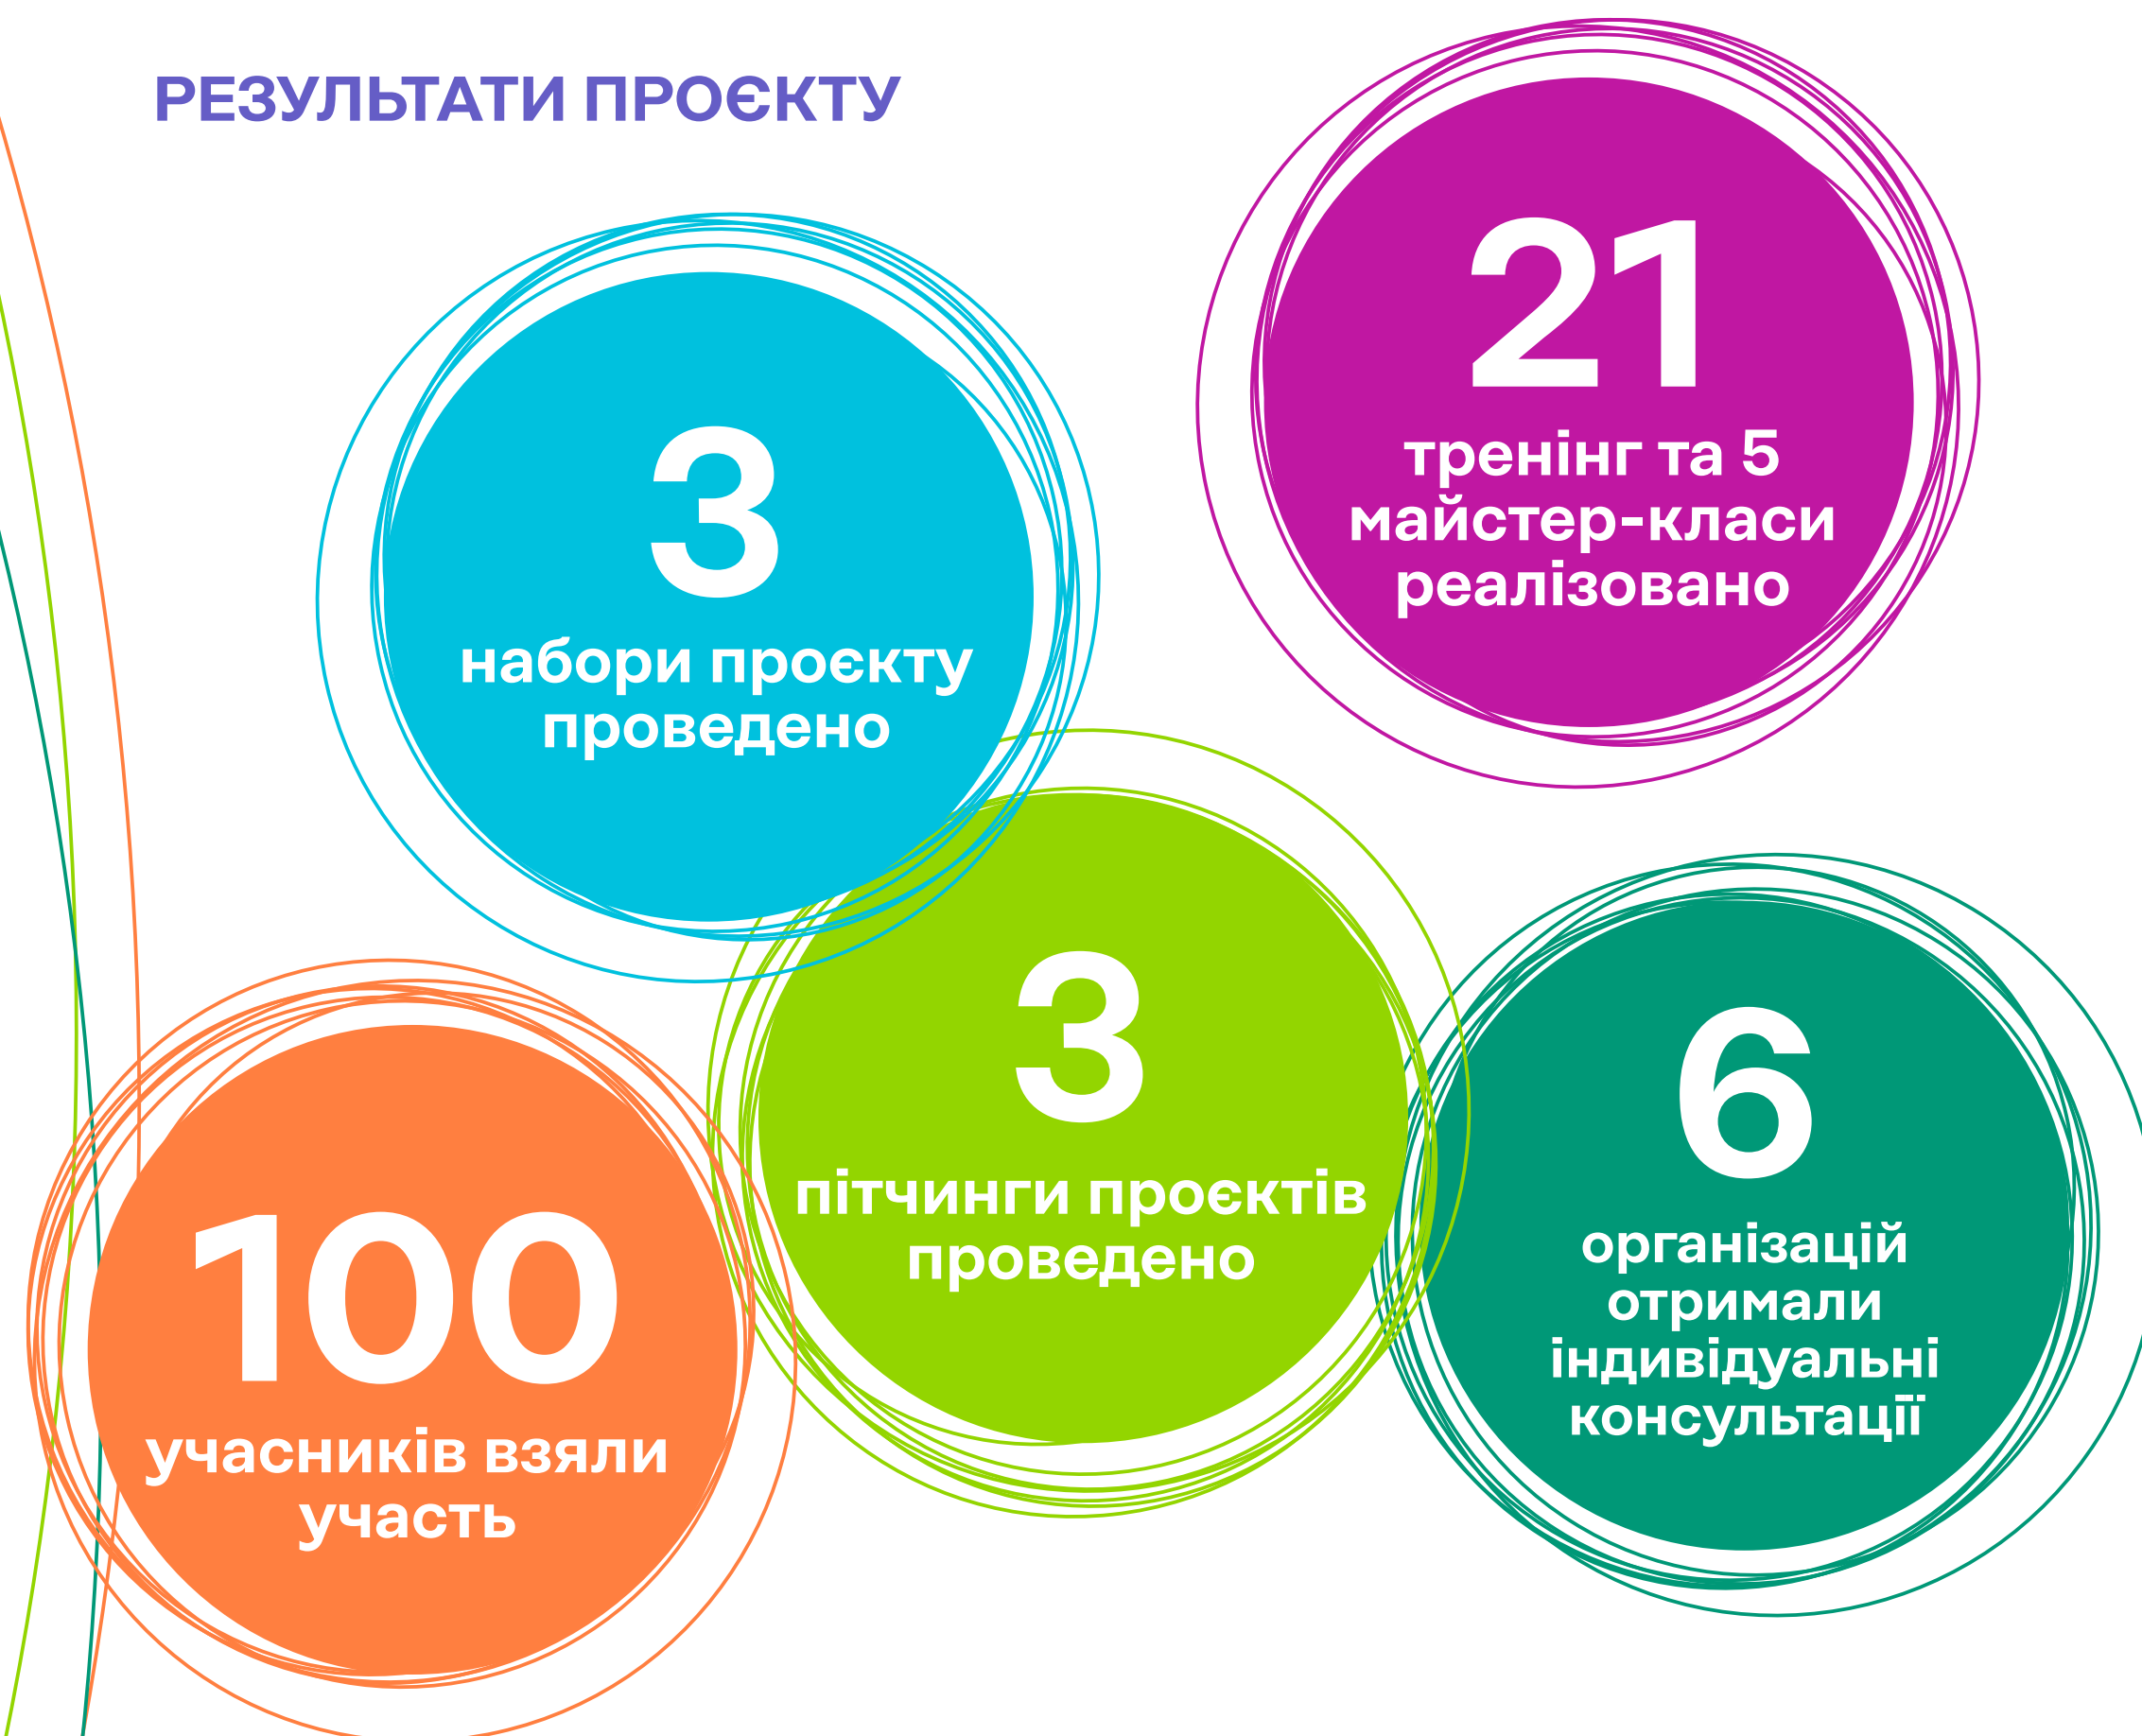 РЕЗУЛЬТАТИ ПРОЄКТУ
3
набори проєкту
проведено
21
тренінг та 5
майстер-класи
реалізовано
3
пітчинги проєктів
проведено
6
організацій
отримали
індивідуальні
консультації
100
учасників взяли
участь